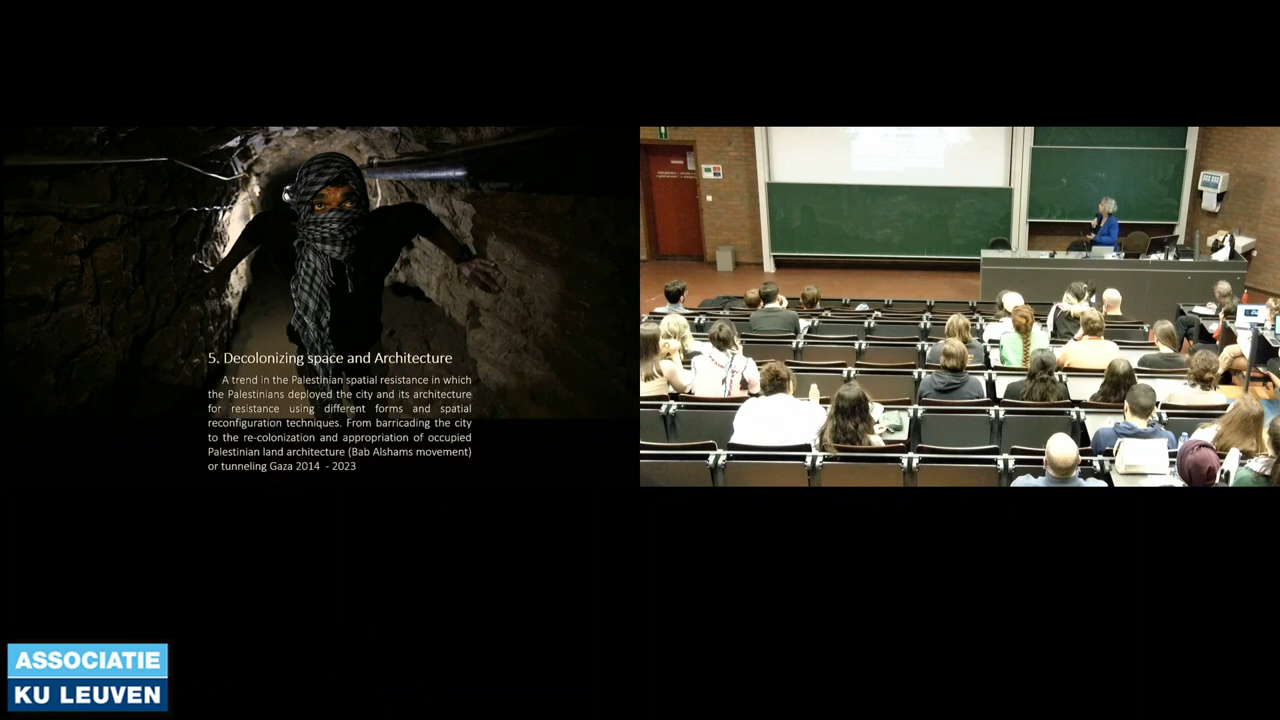 5. Decolonizing space and Architecture
A trend in the Palestinian spatial resistance in which
the Palestinians deployed the city and its architecture
for resistance using different forms and spatial
reconfiguration techniques. From barricading the city
to the re-colonization and appropriation of occupied
Palestinian land architecture (Bab Alshams movement)
or tunneling Gaza 2014 - 2023
ASSOCIATIE
KU LEUVEN